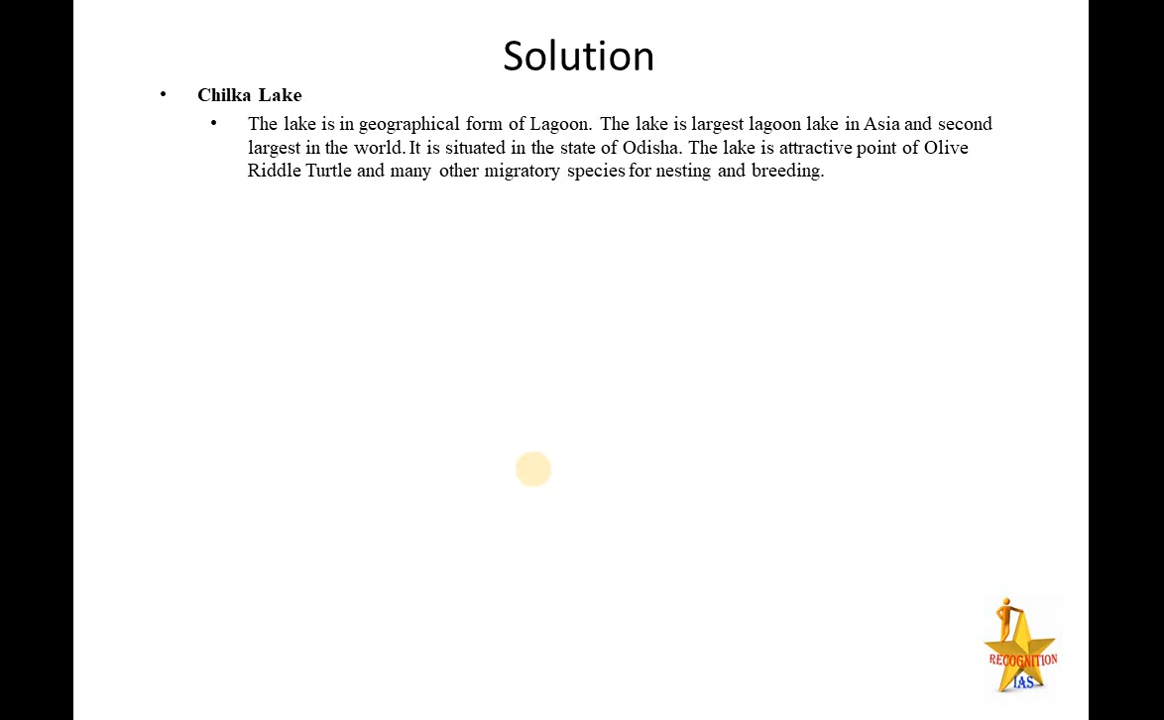 Solution
• Chilka Lake
• The lake is in geographical form of Lagoon. The lake is largest lagoon lake in Asia and second
largest in the world. It is situated in the state of Odisha. The lake is attractive point of Olive
Riddle Turtle and many other migratory species for nesting and breeding.
RECOGNITION
IAS